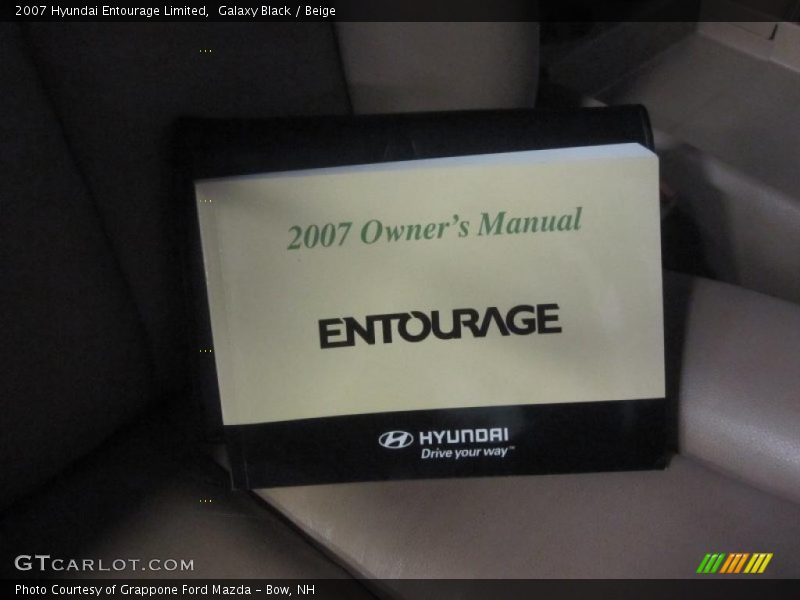 2007 Hyundai Entourage Limited,  Galaxy Black / Beige
2007 Owner's Manual
ENTOURAGE
HYUNDAI
Drive your way™
GTCARLOT.COM
Photo Courtesy of Grappone Ford Mazda - Bow, NH